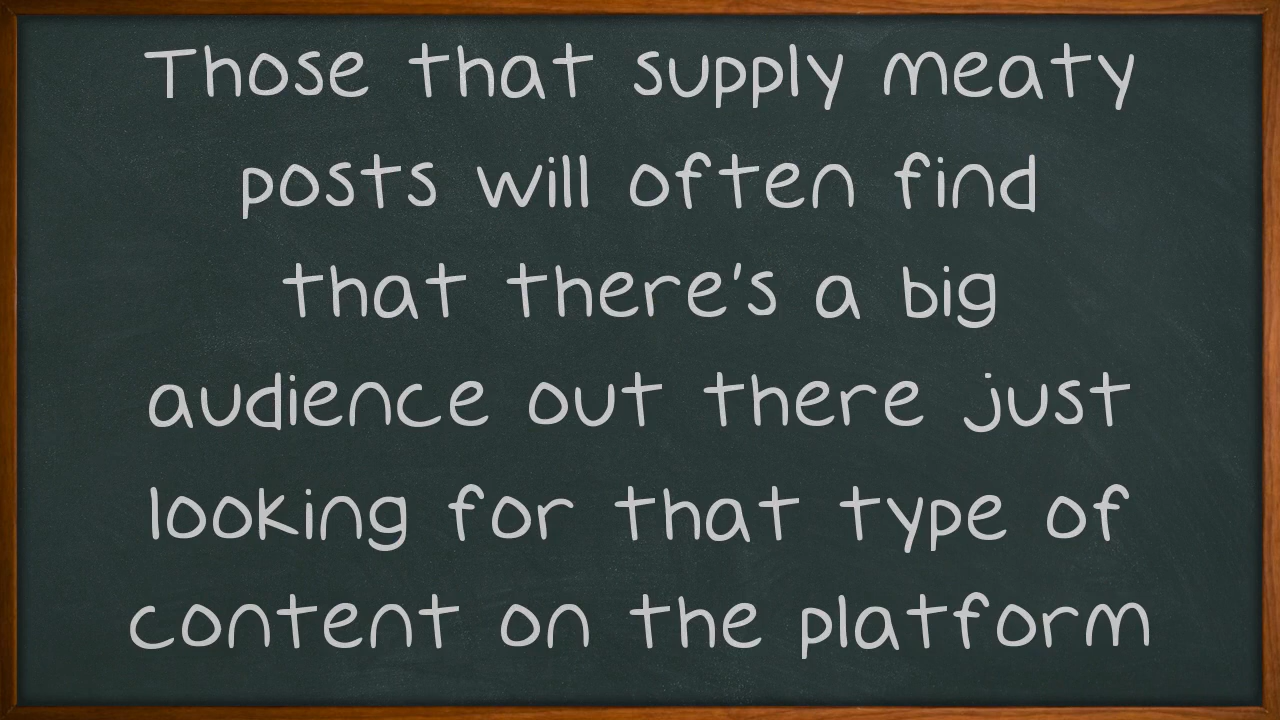 Those that supply meaty
posts will often find
that there's a big
audience out there just
looking for that type of
content on the platform